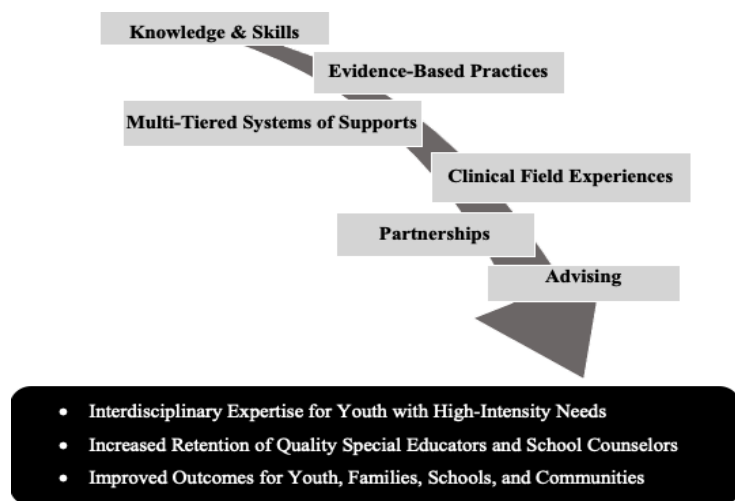 Knowledge & Skills
Evidence-Based Practices
Multi-Tiered Systems of Supports
Clinical Field Experiences
Partnerships
Advising
• Interdisciplinary Expertise for Youth with High-Intensity Needs
• Increased Retention of Quality Special Educators and School Counselors
• Improved Outcomes for Youth, Families, Schools, and Communities